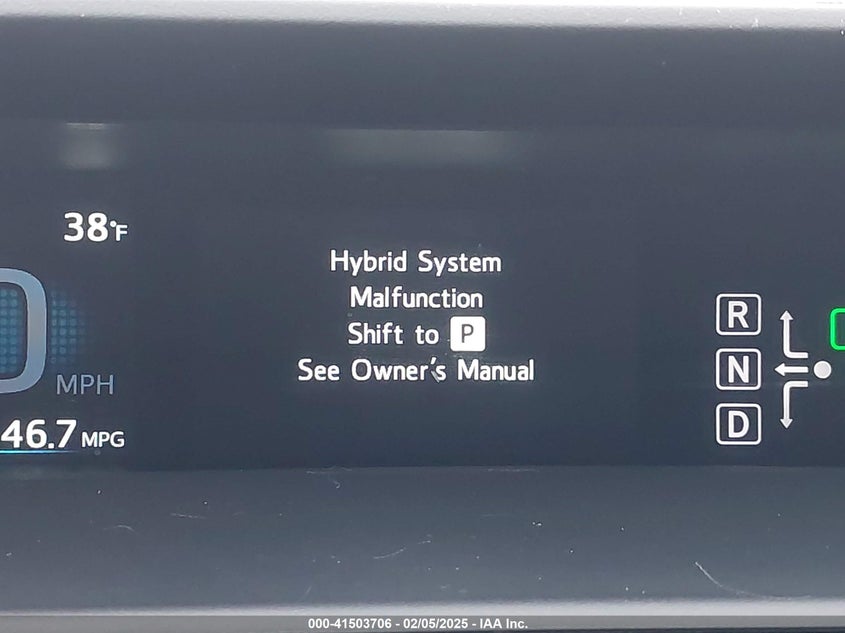 38°F
0
MPH
46.7 MPG
Hybrid System
Malfunction
Shift to P
See Owner's Manual
R
N
D
000-41503706 - 02/05/2025 - IAA Inc.